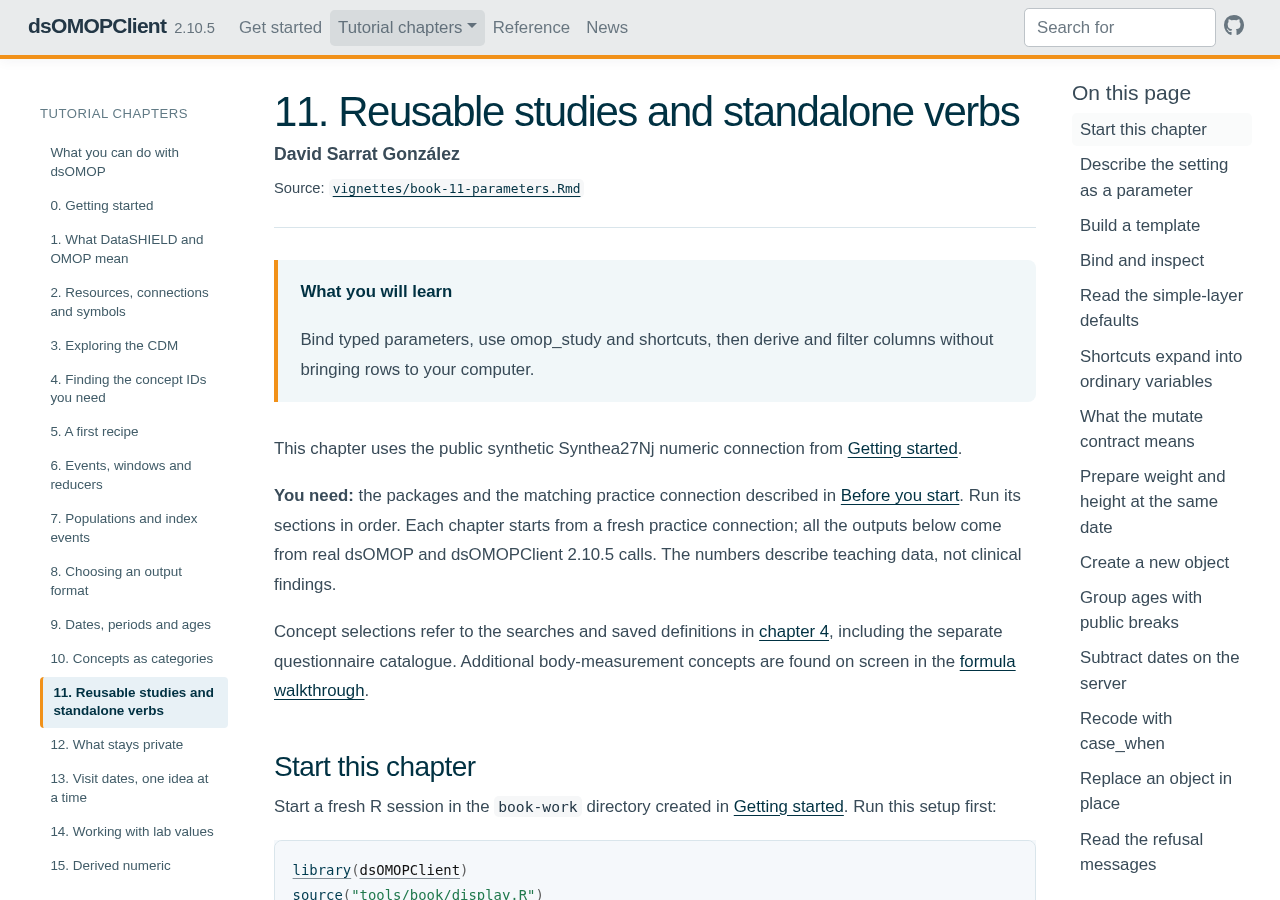 dsOMOPClient 2.10.5 Get started Tutorial chapters Reference News Search for
TUTORIAL CHAPTERS
What you can do with
dsOMOP
0. Getting started
1. What DataSHIELD and
OMOP mean
2. Resources, connections
and symbols
3. Exploring the CDM
4. Finding the concept IDs
you need
5. A first recipe
6. Events, windows and
reducers
7. Populations and index
events
8. Choosing an output
format
9. Dates, periods and ages
10. Concepts as categories
11. Reusable studies and
standalone verbs
12. What stays private
13. Visit dates, one idea at
a time
14. Working with lab values
15. Derived numeric
11. Reusable studies and standalone verbs
David Sarrat González
Source: vignettes/book-11-parameters.Rmd
What you will learn
Bind typed parameters, use omop_study and shortcuts, then derive and filter columns without
bringing rows to your computer.
This chapter uses the public synthetic Synthea27Nj numeric connection from Getting started.
You need: the packages and the matching practice connection described in Before you start. Run its
sections in order. Each chapter starts from a fresh practice connection; all the outputs below come
from real dsOMOP and dsOMOPClient 2.10.5 calls. The numbers describe teaching data, not clinical
findings.
Concept selections refer to the searches and saved definitions in chapter 4, including the separate
questionnaire catalogue. Additional body-measurement concepts are found on screen in the formula
walkthrough.
Start this chapter
Start a fresh R session in the book-work directory created in Getting started. Run this setup first:
library(dsOMOPClient)
source("tools/book/display.R")
On this page
Start this chapter
Describe the setting
as a parameter
Build a template
Bind and inspect
Read the simple-layer
defaults
Shortcuts expand into
ordinary variables
What the mutate
contract means
Prepare weight and
height at the same
date
Create a new object
Group ages with
public breaks
Subtract dates on the
server
Recode with
case_when
Replace an object in
place
Read the refusal
messages